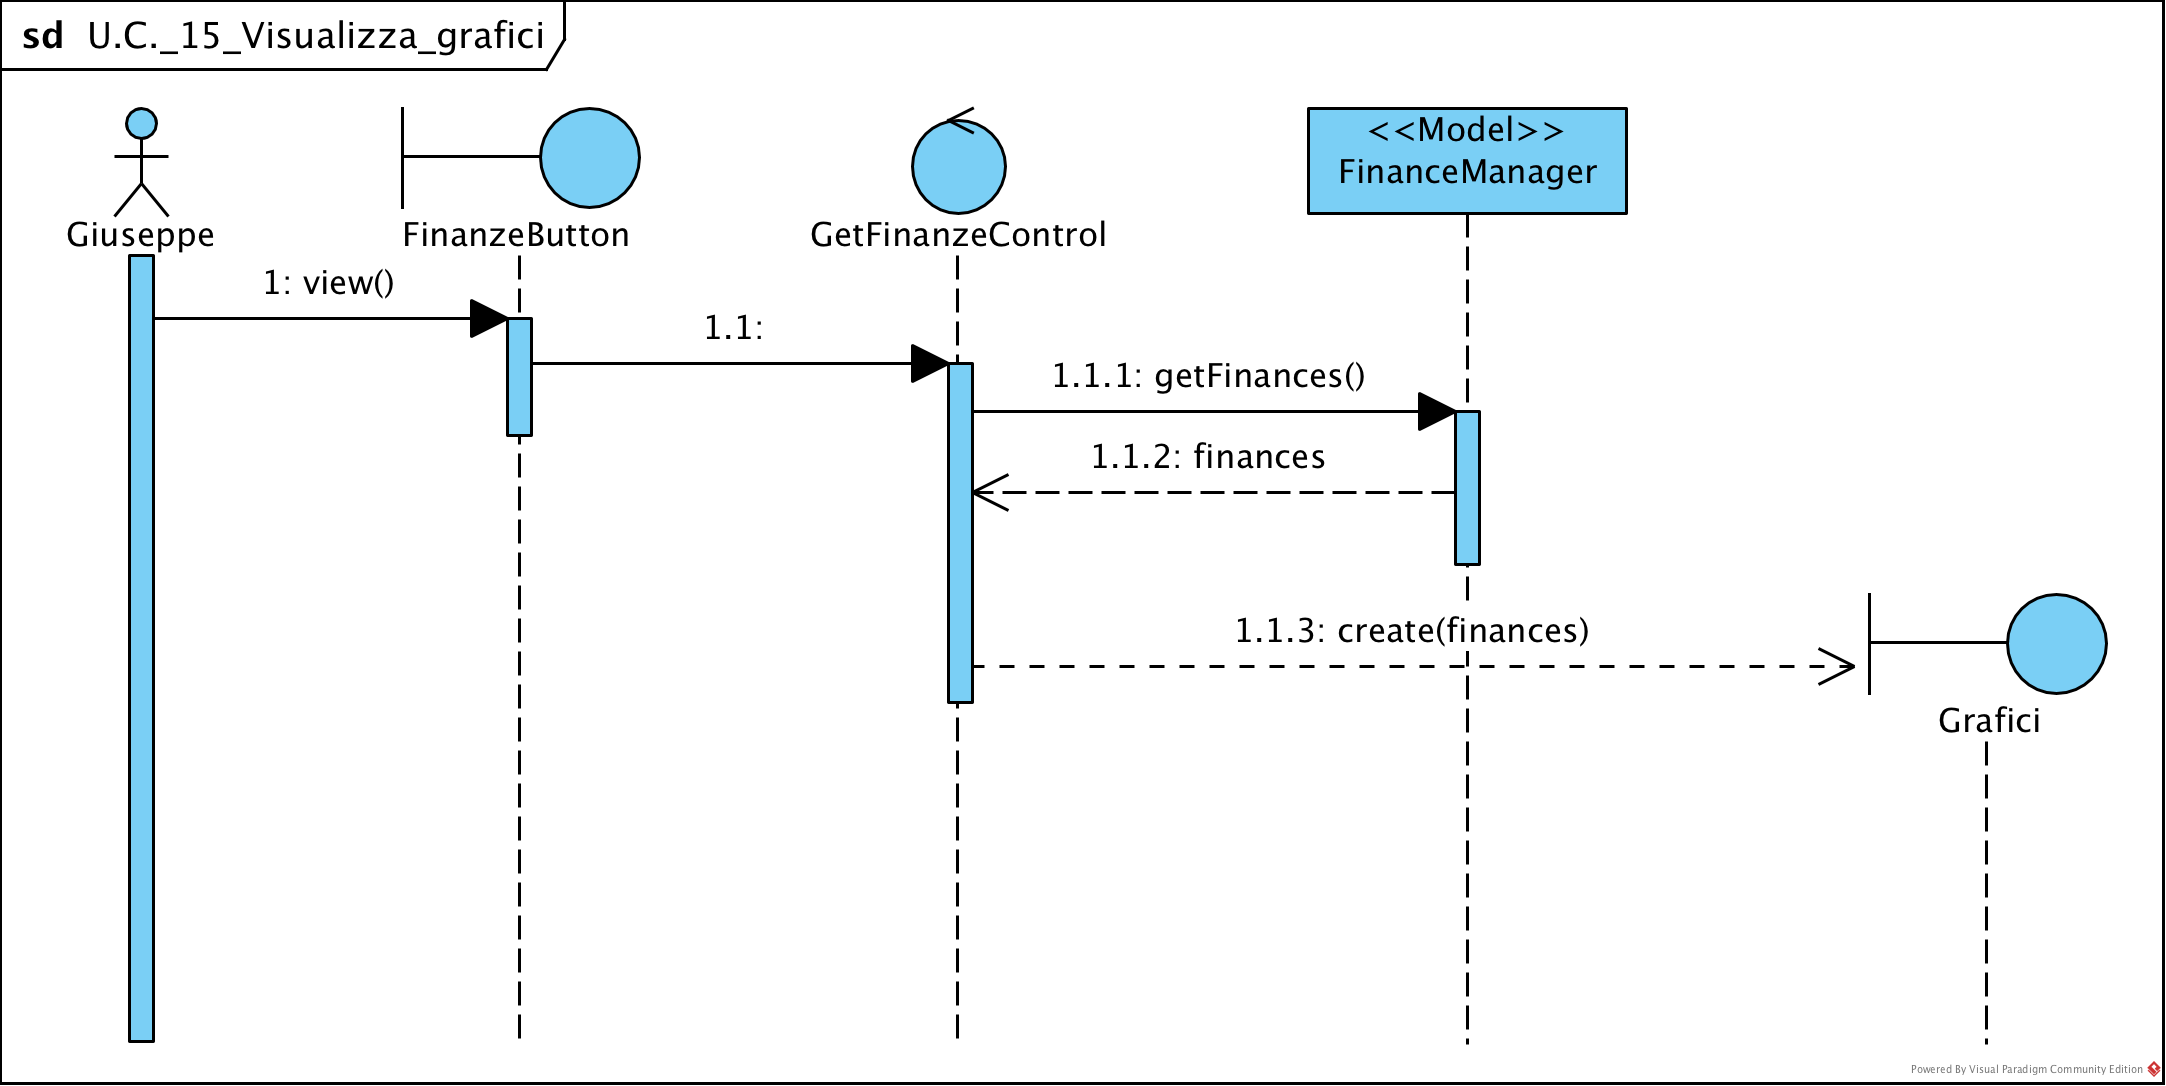 sd U.C._15_Visualizza_grafici
Giuseppe
FinanzeButton
GetFinanzeControl
<<Model>>
FinanceManager
1: view()
1.1:
1.1.1: getFinances()
1.1.2: finances
1.1.3: create(finances)
Grafici
Powered By Visual Paradigm Community Edition